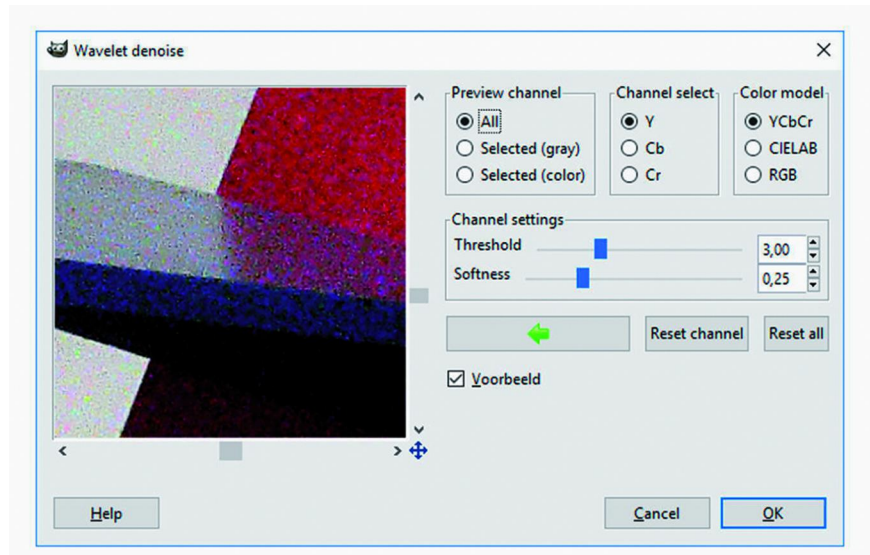 Wavelet denoise
Preview channel
All
Selected (gray)
Selected (color)
Channel select
Y
Cb
Cr
Color model
YCbCr
CIELAB
RGB
Channel settings
Threshold 3,00
Softness 0,25
Reset channel Reset all
Voorbeeld
Help Cancel OK